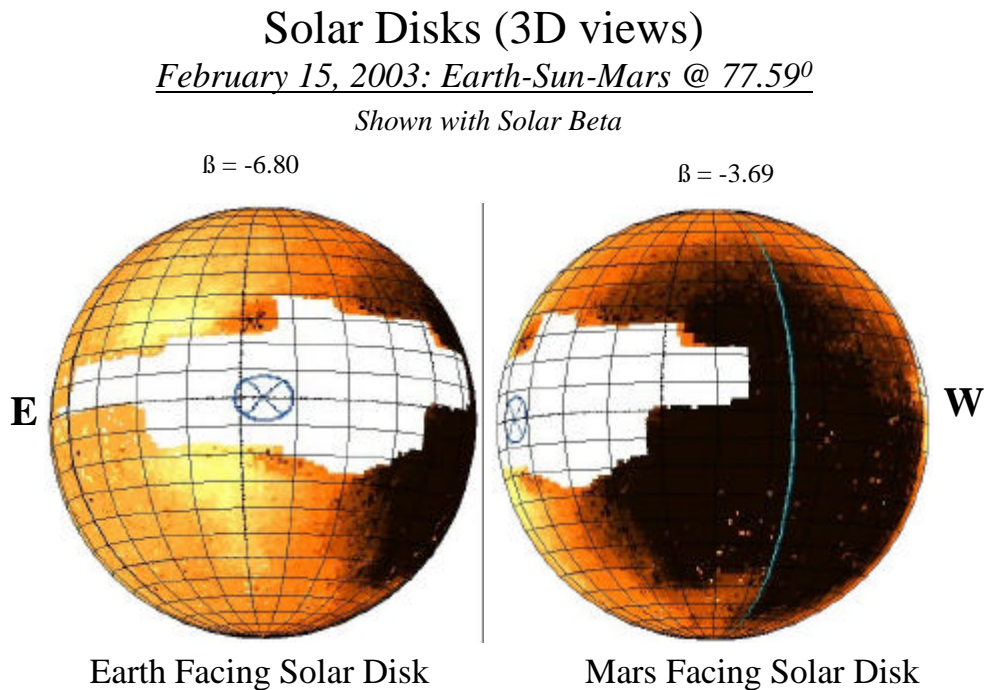 Solar Disks (3D views)
February 15, 2003: Earth-Sun-Mars @ 77.59⁰
Shown with Solar Beta
ß = -6.80
ß = -3.69
E
W
Earth Facing Solar Disk
Mars Facing Solar Disk